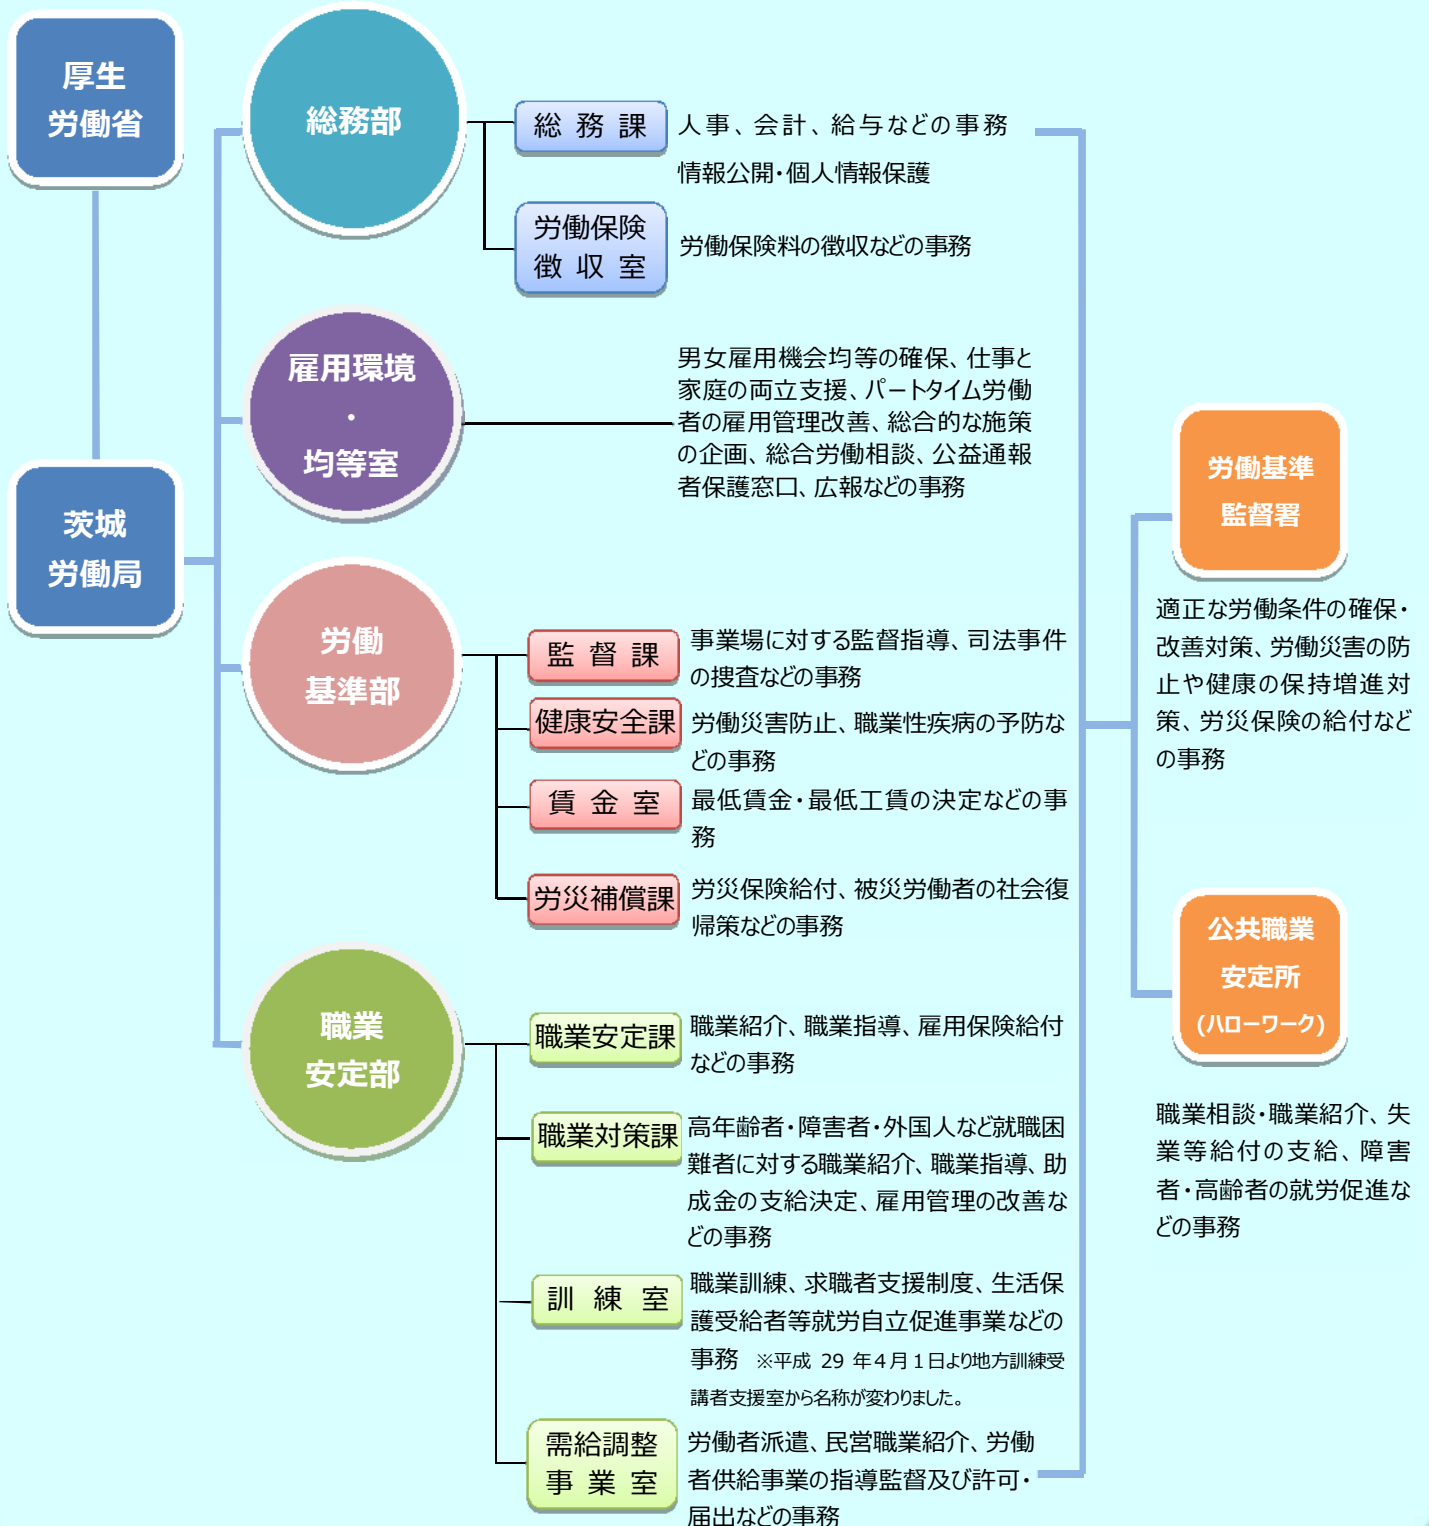 厚生
労働省
茨城
労働局
総務部
総務課
人事、会計、給与などの事務
情報公開・個人情報保護
労働保険
徴収室
労働保険料の徴収などの事務
雇用環境
・
均等室
男女雇用機会均等の確保、仕事と
家庭の両立支援、パートタイム労働
者の雇用管理改善、総合的な施策
の企画、総合労働相談、公益通報
者保護窓口、広報などの事務
労働
基準部
監督課
事業場に対する監督指導、司法事件
の捜査などの事務
健康安全課
労働災害防止、職業性疾病の予防な
どの事務
賃金室
最低賃金・最低工賃の決定などの事
務
労災補償課
労災保険給付、被災労働者の社会復
帰策などの事務
職業
安定部
職業安定課
職業紹介、職業指導、雇用保険給付
などの事務
職業対策課
高年齢者・障害者・外国人など就職困
難者に対する職業紹介、職業指導、助
成金の支給決定、雇用管理の改善な
どの事務
訓練室
職業訓練、求職者支援制度、生活保
護受給者等就労自立促進事業などの
事務 ※平成 29 年４月１日より地方訓練受
講者支援室から名称が変わりました。
需給調整
事業室
労働者派遣、民営職業紹介、労働
者供給事業の指導監督及び許可・
届出などの事務
労働基準
監督署
適正な労働条件の確保・
改善対策、労働災害の防
止や健康の保持増進対
策、労災保険の給付など
の事務
公共職業
安定所
(ハローワーク)
職業相談・職業紹介、失
業等給付の支給、障害
者・高齢者の就労促進な
どの事務